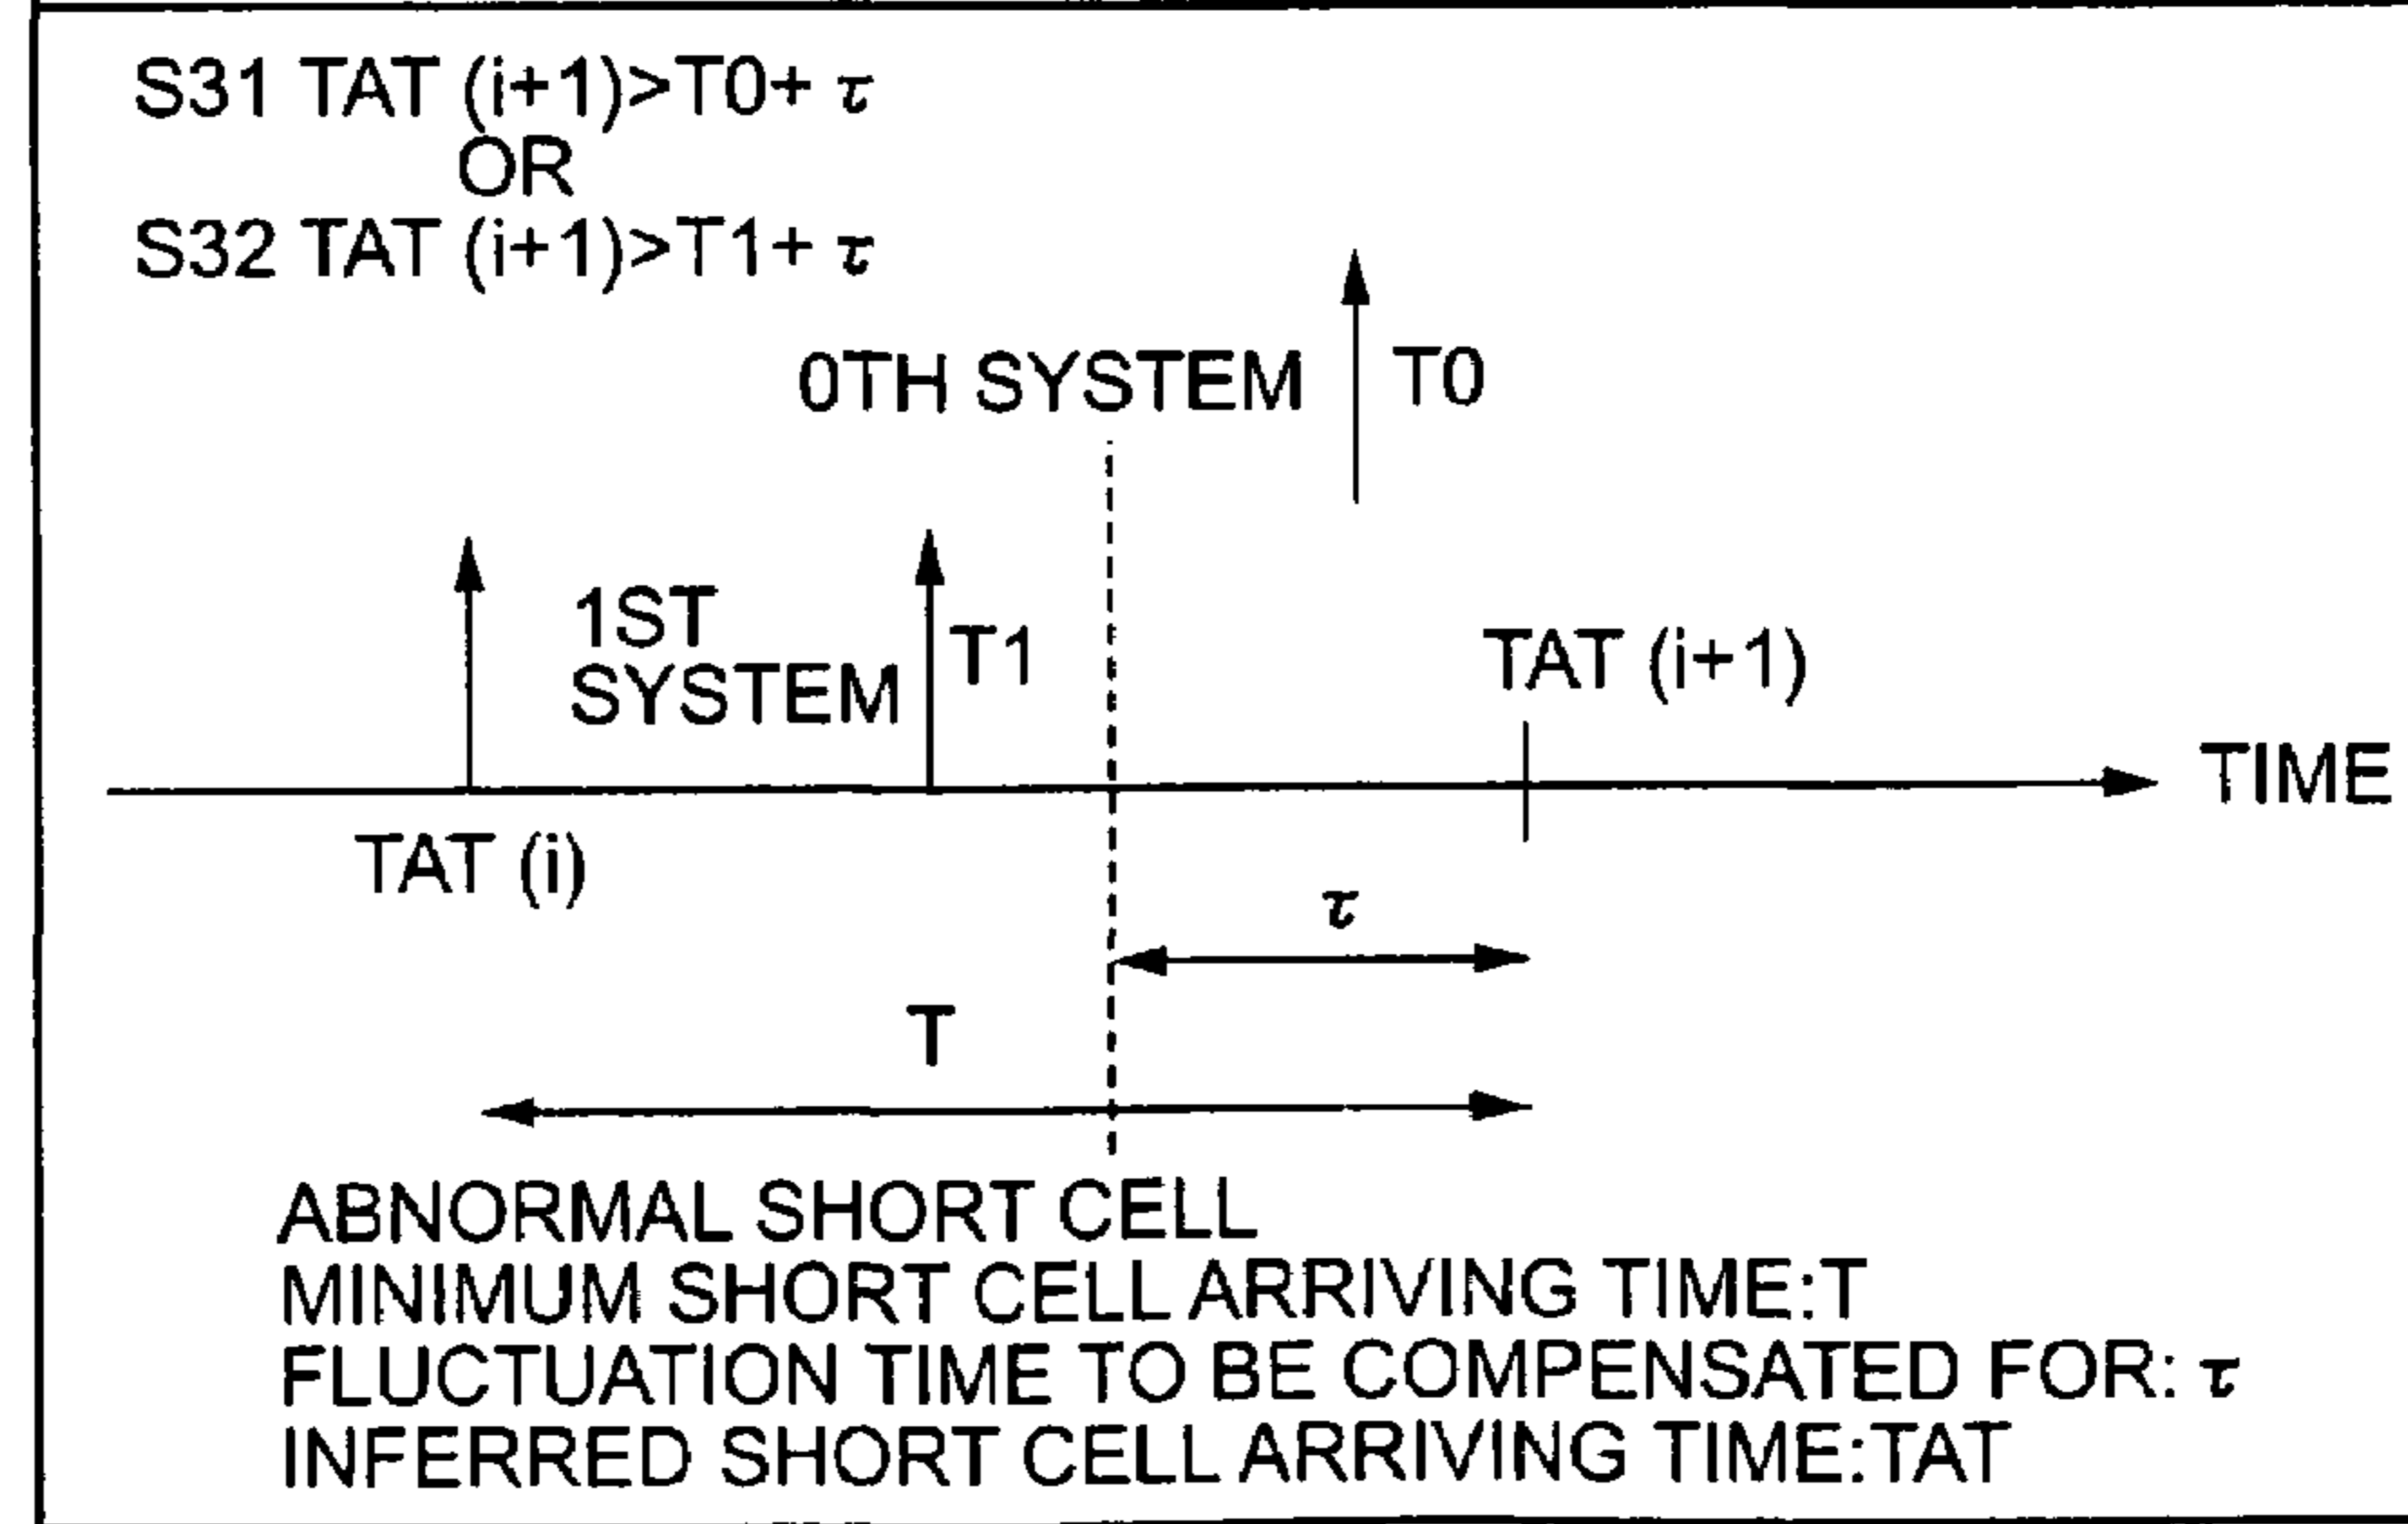 S31 TAT (i+1)>T0+ τ
OR
S32 TAT (i+1)>T1+ τ
0TH SYSTEM
T0
1ST
SYSTEM
T1
TAT (i+1)
TIME
TAT (i)
τ
T
ABNORMAL SHORT CELL
MINIMUM SHORT CELL ARRIVING TIME:T
FLUCTUATION TIME TO BE COMPENSATED FOR: τ
INFERRED SHORT CELL ARRIVING TIME:TAT